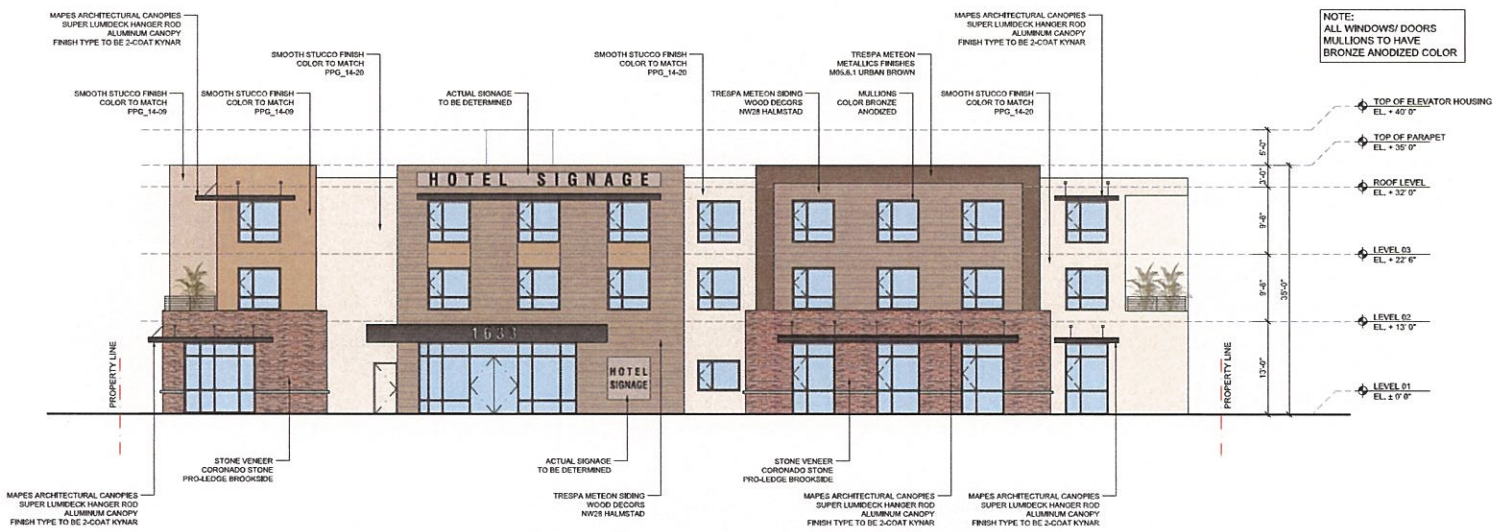 MAPES ARCHITECTURAL CANOPIES
SUPER LUMIDECK HANGER ROD
ALUMINUM CANOPY
FINISH TYPE TO BE 2-COAT KYNAR
SMOOTH STUCCO FINISH
COLOR TO MATCH
PPG_14-09
SMOOTH STUCCO FINISH
COLOR TO MATCH
PPG_14-09
SMOOTH STUCCO FINISH
COLOR TO MATCH
PPG_14-20
ACTUAL SIGNAGE
TO BE DETERMINED
SMOOTH STUCCO FINISH
COLOR TO MATCH
PPG_14-20
TRESPA METEON SIDING
WOOD DECORS
NW28 HALMSTAD
TRESPA METEON
METALLICS FINISHES
M05.6.1 URBAN BROWN
MULLIONS
COLOR BRONZE
ANODIZED
MAPES ARCHITECTURAL CANOPIES
SUPER LUMIDECK HANGER ROD
ALUMINUM CANOPY
FINISH TYPE TO BE 2-COAT KYNAR
SMOOTH STUCCO FINISH
COLOR TO MATCH
PPG_14-20
NOTE:
ALL WINDOWS/ DOORS
MULLIONS TO HAVE
BRONZE ANODIZED COLOR
TOP OF ELEVATOR HOUSING
EL. + 40' 0"
TOP OF PARAPET
EL. + 35' 0"
ROOF LEVEL
EL. + 32' 0"
LEVEL 03
EL. + 22' 6"
LEVEL 02
EL. + 13' 0"
LEVEL 01
EL. ± 0' 0"
5'-0"
3'-0"
9'-6"
9'-6"
13'-0"
35'-0"
HOTEL SIGNAGE
1633
HOTEL
SIGNAGE
PROPERTY LINE
PROPERTY LINE
STONE VENEER
CORONADO STONE
PRO-LEDGE BROOKSIDE
MAPES ARCHITECTURAL CANOPIES
SUPER LUMIDECK HANGER ROD
ALUMINUM CANOPY
FINISH TYPE TO BE 2-COAT KYNAR
ACTUAL SIGNAGE
TO BE DETERMINED
TRESPA METEON SIDING
WOOD DECORS
NW28 HALMSTAD
STONE VENEER
CORONADO STONE
PRO-LEDGE BROOKSIDE
MAPES ARCHITECTURAL CANOPIES
SUPER LUMIDECK HANGER ROD
ALUMINUM CANOPY
FINISH TYPE TO BE 2-COAT KYNAR
MAPES ARCHITECTURAL CANOPIES
SUPER LUMIDECK HANGER ROD
ALUMINUM CANOPY
FINISH TYPE TO BE 2-COAT KYNAR